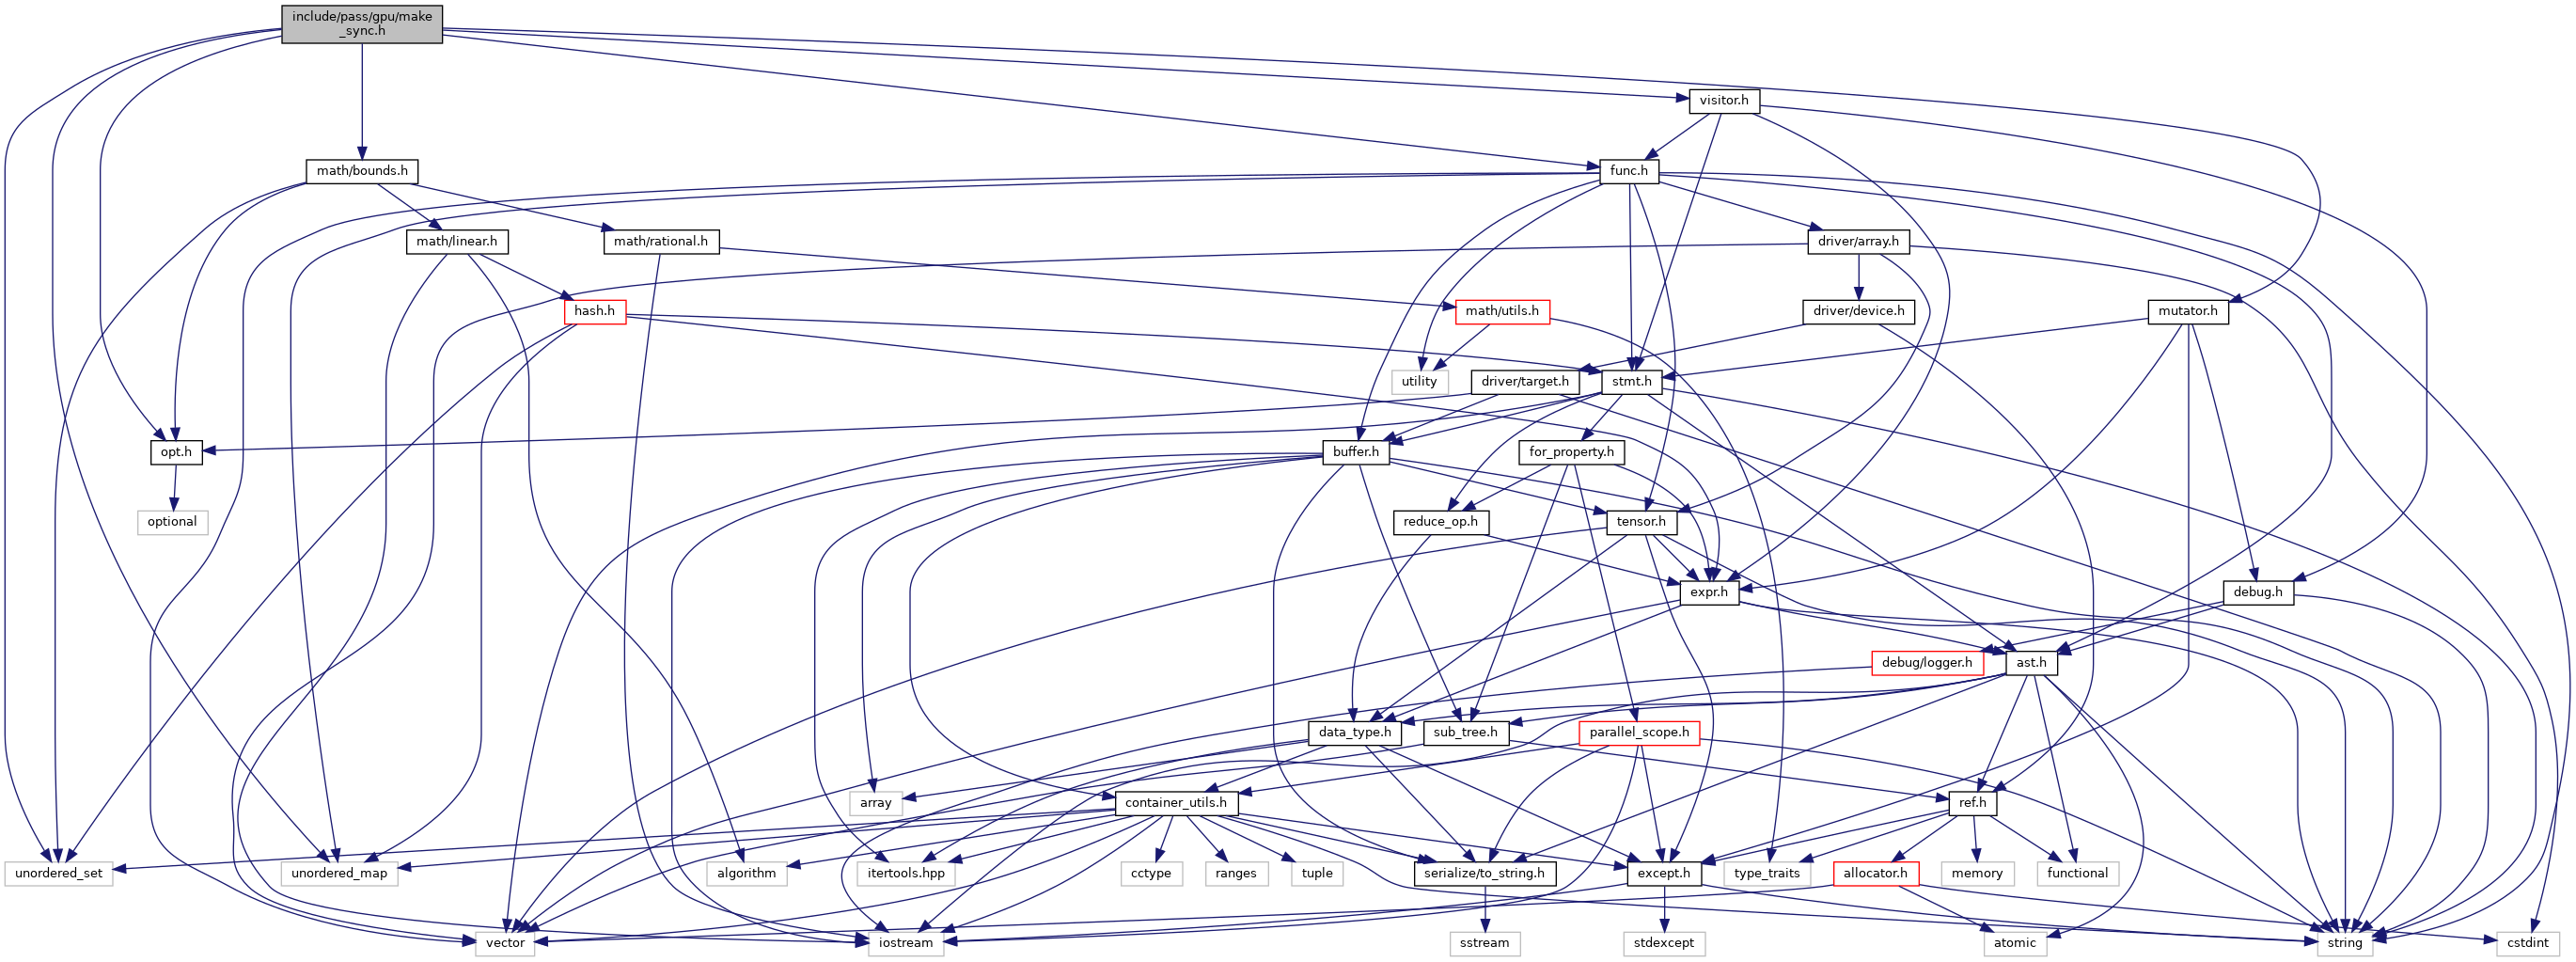 include/pass/gpu/make
_sync.h
visitor.h
math/bounds.h
func.h
math/linear.h
math/rational.h
driver/array.h
hash.h
math/utils.h
driver/device.h
mutator.h
utility
driver/target.h
stmt.h
opt.h
buffer.h
for_property.h
optional
reduce_op.h
tensor.h
expr.h
debug.h
debug/logger.h
ast.h
data_type.h
sub_tree.h
parallel_scope.h
array
container_utils.h
ref.h
unordered_set
unordered_map
algorithm
itertools.hpp
cctype
ranges
tuple
serialize/to_string.h
except.h
type_traits
allocator.h
memory
functional
vector
iostream
sstream
stdexcept
atomic
string
cstdint